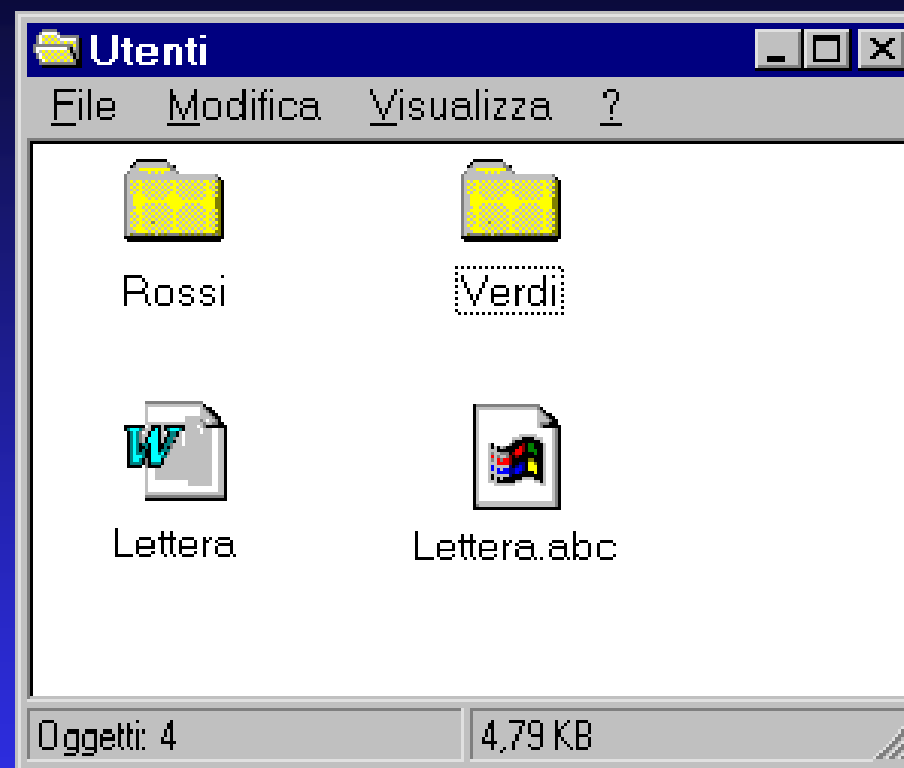 Utenti
File Modifica Visualizza ?
Rossi Verdi
Lettera Lettera.abc
Oggetti: 4 4,79 KB